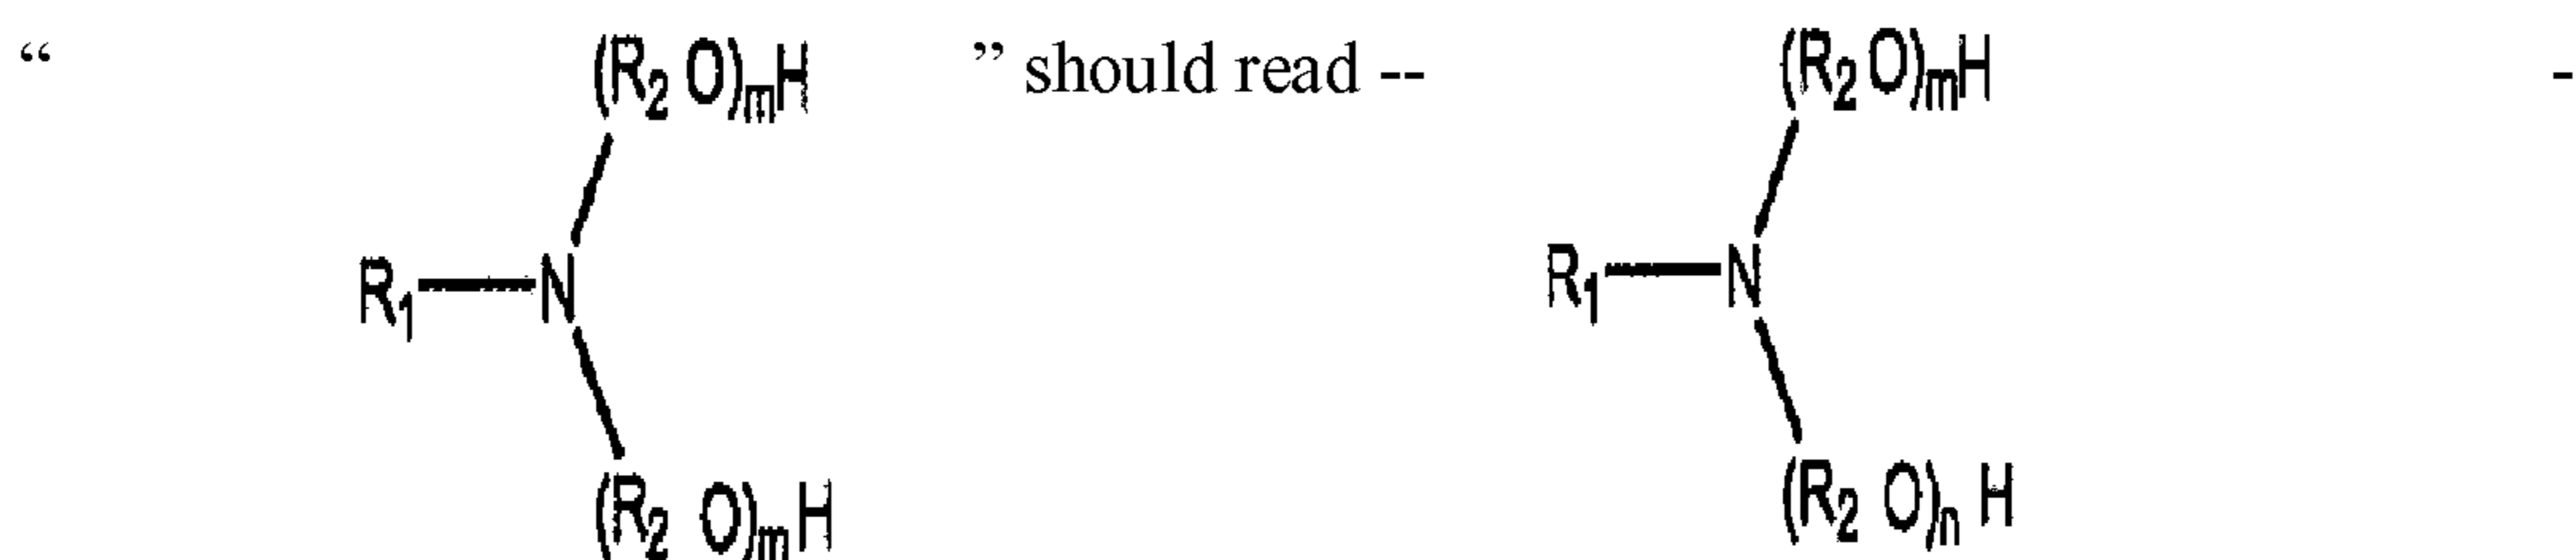 “ (R2 O)mH ” should read -- (R2 O)mH -
R1 N R1 N
(R2 O)mH (R2 O)n H